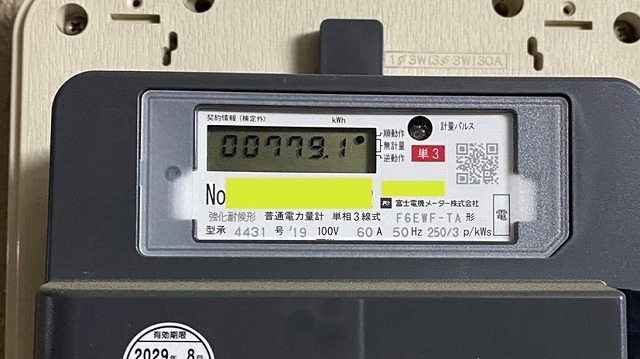 1ϕ3W(3ϕ3W)30A
契約情報(検定外)
kWh
00779.1
順動作
無計量
逆動作
計量パルス
単3
No
富士電機メーター株式会社
強化耐候形 普通電力量計 単相3線式 F6EWF-TA形
電
型承 4431 号 '19 100V 60A 50Hz 250/3 p/kWs
有効期限
2029年 8月